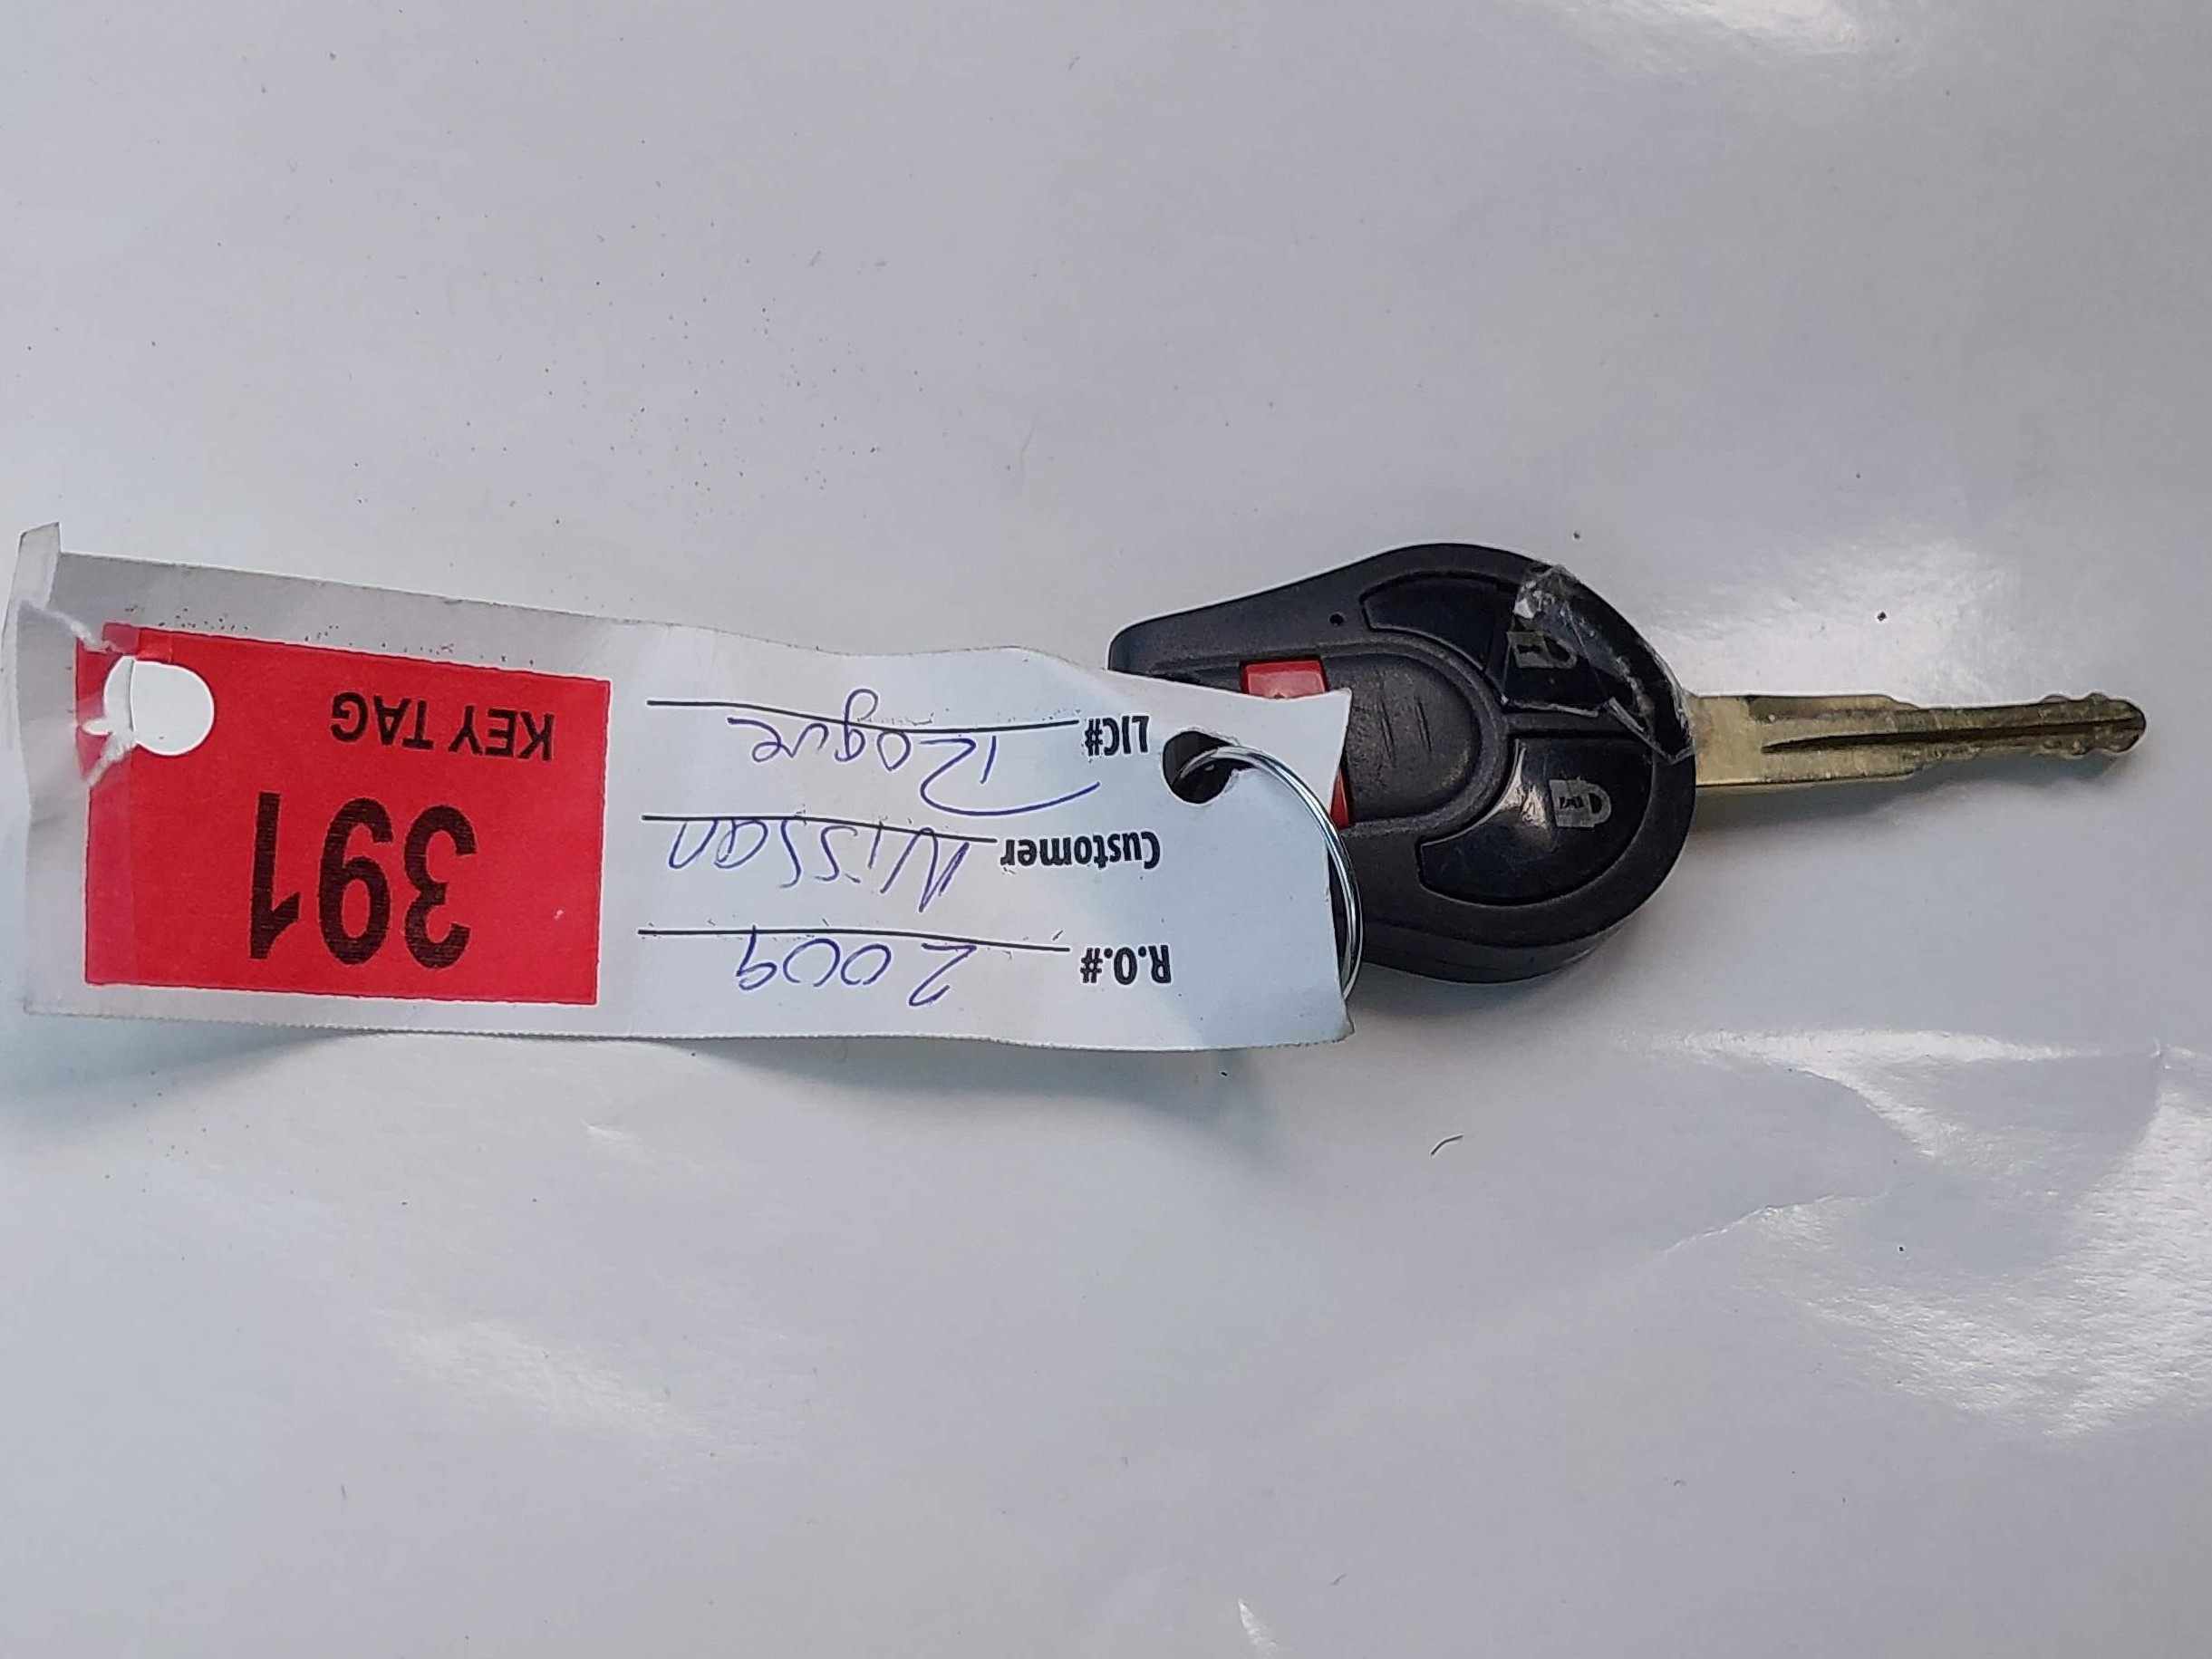 R.O.# 2009
Customer Nissan
LIC# Rogue
391
KEY TAG